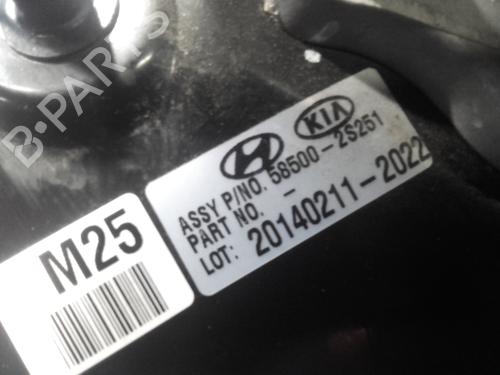 B-PARTS
KIA
ASSY P/NO. 58500-2S251
PART NO. -
LOT: 20140211-2022
M25